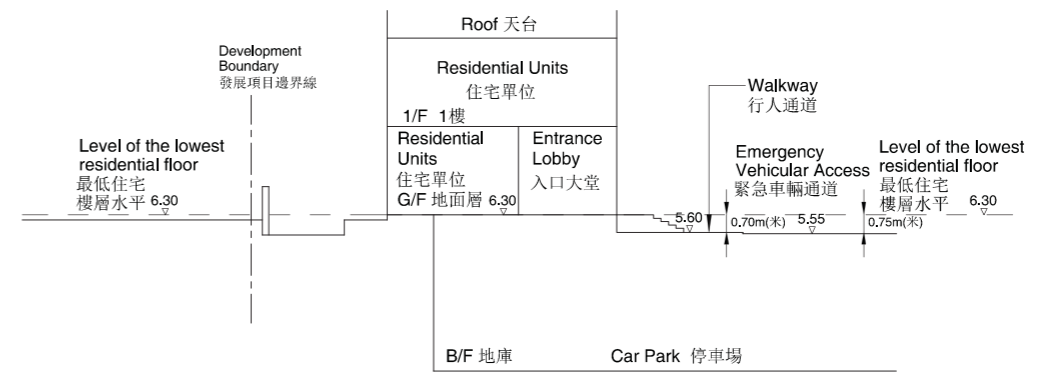 Roof 天台
Development
Boundary
發展項目邊界線
Residential Units
住宅單位
1/F 1樓
Walkway
行人通道
Level of the lowest
residential floor
最低住宅
樓層水平 6.30
Residential
Units
住宅單位
G/F 地面層 6.30
Entrance
Lobby
入口大堂
Emergency
Vehicular Access
緊急車輛通道
Level of the lowest
residential floor
最低住宅
樓層水平 6.30
5.60
0.70m(米)
5.55
0.75m(米)
B/F 地庫
Car Park 停車場